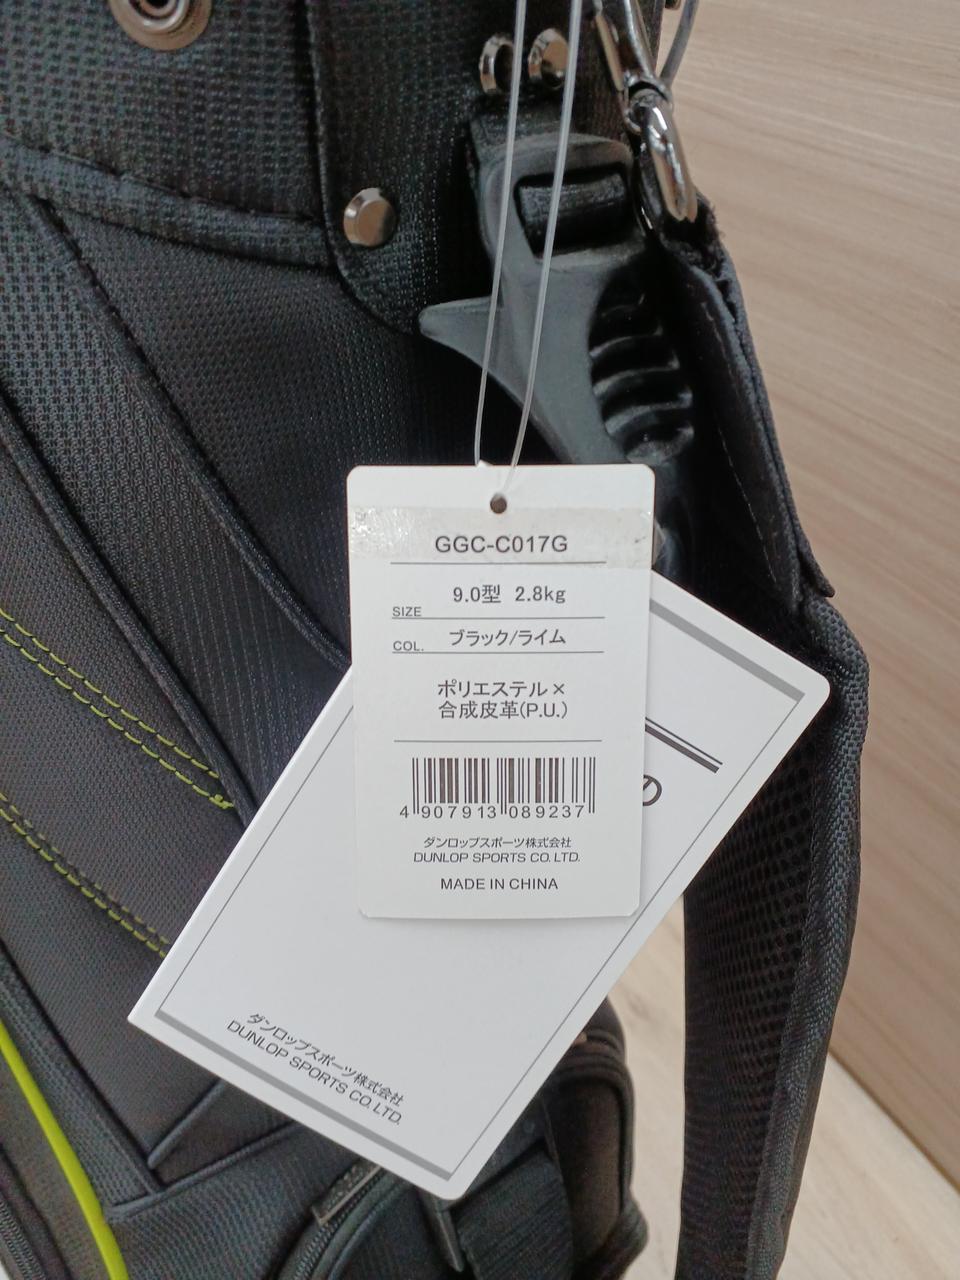 GGC-C017G
SIZE 9.0型 2.8kg
COL. ブラック/ライム
ポリエステル×
合成皮革(P.U.)
4 907913 089237
ダンロップスポーツ株式会社
DUNLOP SPORTS CO. LTD.
MADE IN CHINA
の
ダンロップスポーツ株式会社
DUNLOP SPORTS CO. LTD.